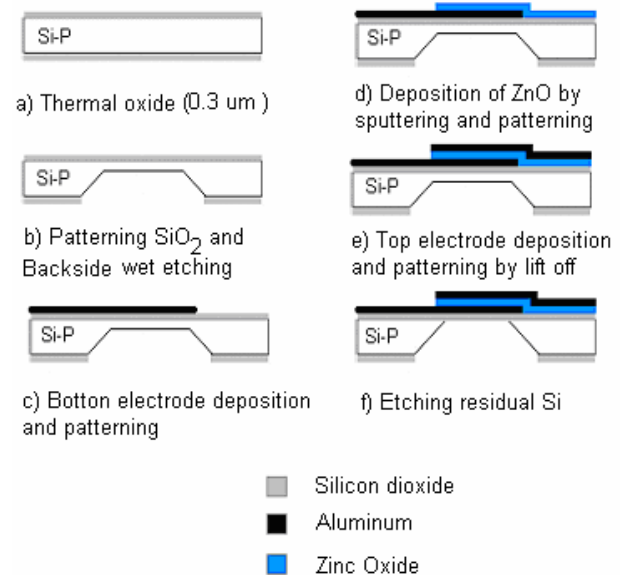 Si-P
a) Thermal oxide (0.3 um )
Si-P
b) Patterning SiO2 and
Backside wet etching
Si-P
c) Botton electrode deposition
and patterning
Si-P
d) Deposition of ZnO by
sputtering and patterning
Si-P
e) Top electrode deposition
and patterning by lift off
Si-P
f) Etching residual Si
Silicon dioxide
Aluminum
Zinc Oxide